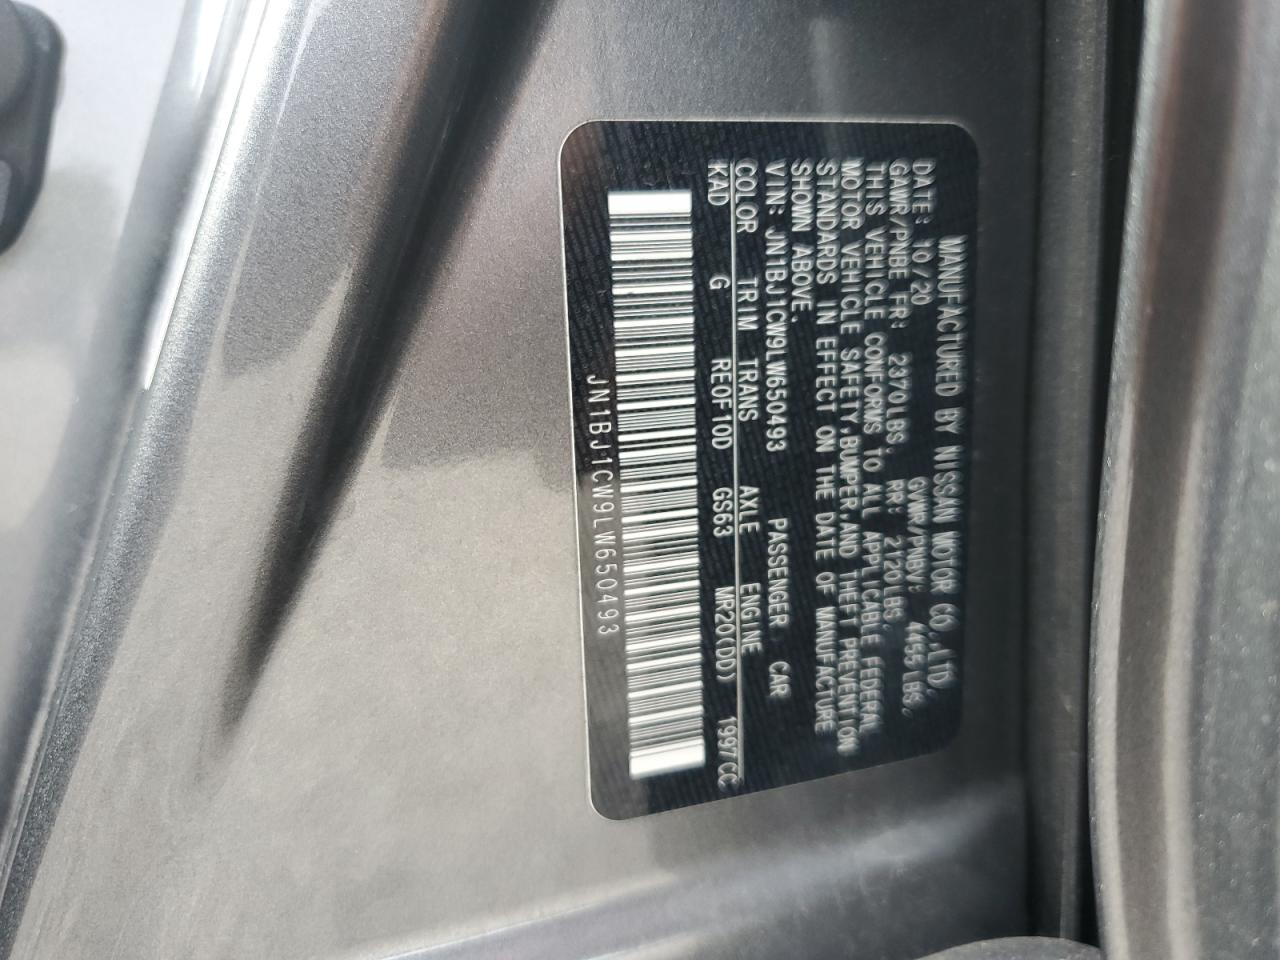 MANUFACTURED BY NISSAN MOTOR CO.,LTD.
DATE: 10/20 GVWR/PNBV: 4455LBS.
GAWR/PNBE FR: 2370LBS. RR: 2120LBS.
THIS VEHICLE CONFORMS TO ALL APPLICABLE FEDERAL
MOTOR VEHICLE SAFETY,BUMPER,AND THEFT PREVENTION
STANDARDS IN EFFECT ON THE DATE OF MANUFACTURE
SHOWN ABOVE.
VIN: JN1BJ1CW9LW650493 PASSENGER CAR
COLOR TRIM TRANS AXLE ENGINE
KAD G RE0F10D GS63 MR20(DD) 1997CC
JN1BJ1CW9LW650493